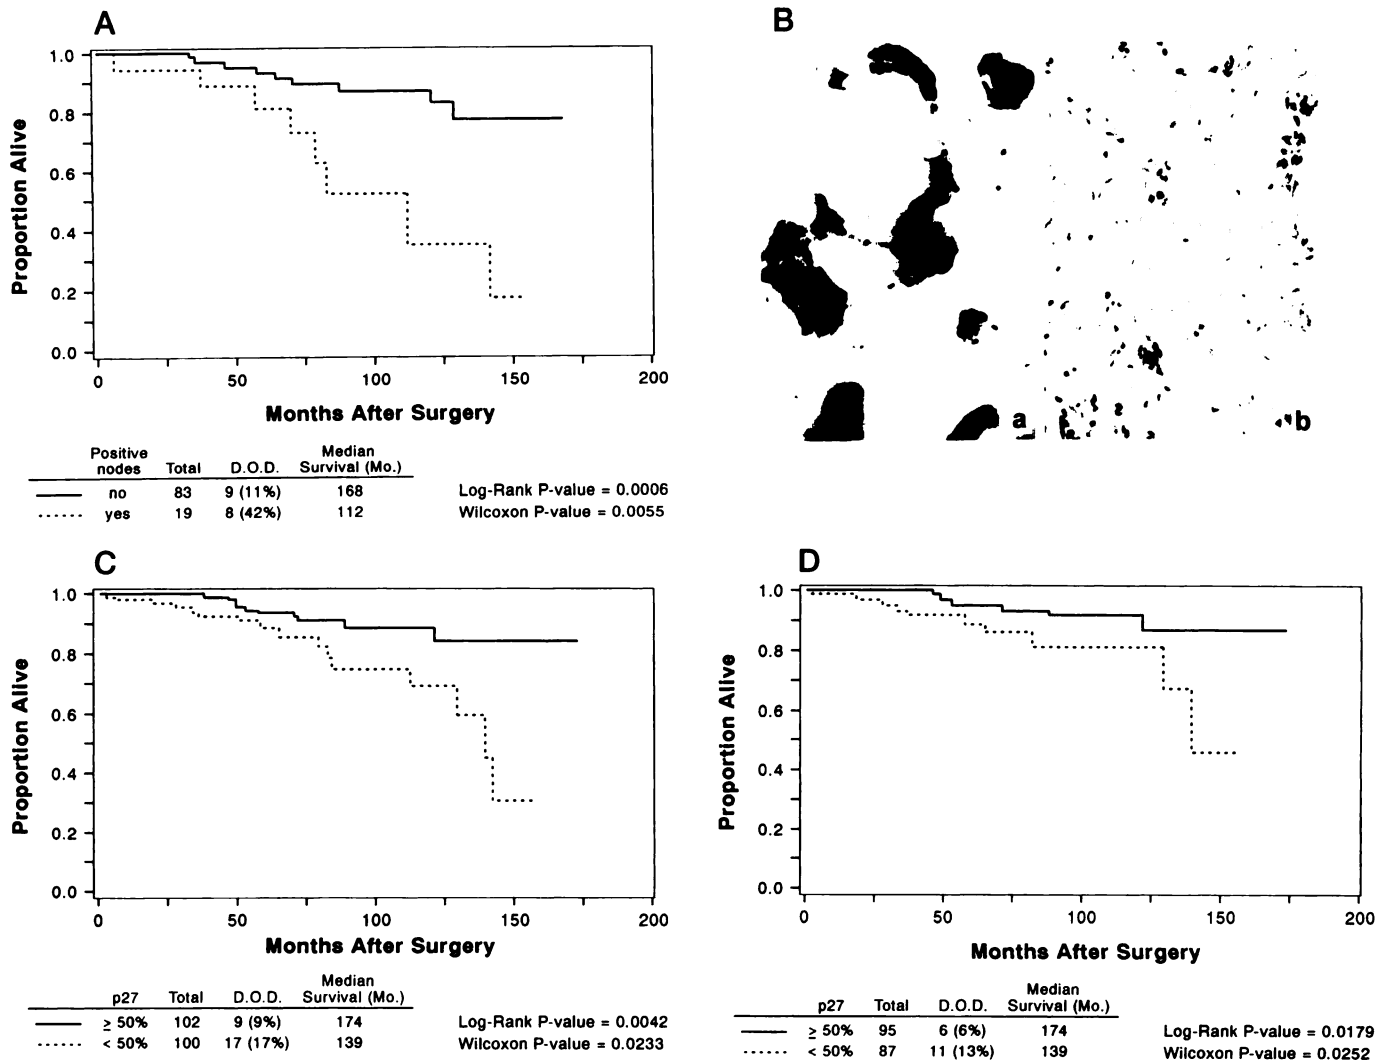 A
1.0
0.8
0.6
0.4
0.2
0.0
Proportion Alive
0 50 100 150 200
Months After Surgery
Positive nodes Total D.O.D. Median Survival (Mo.)
no 83 9 (11%) 168 Log-Rank P-value = 0.0006
yes 19 8 (42%) 112 Wilcoxon P-value = 0.0055
B
a b
C
1.0
0.8
0.6
0.4
0.2
0.0
Proportion Alive
0 50 100 150 200
Months After Surgery
p27 Total D.O.D. Median Survival (Mo.)
≥ 50% 102 9 (9%) 174 Log-Rank P-value = 0.0042
< 50% 100 17 (17%) 139 Wilcoxon P-value = 0.0233
D
1.0
0.8
0.6
0.4
0.2
0.0
Proportion Alive
0 50 100 150 200
Months After Surgery
p27 Total D.O.D. Median Survival (Mo.)
≥ 50% 95 6 (6%) 174 Log-Rank P-value = 0.0179
< 50% 87 11 (13%) 139 Wilcoxon P-value = 0.0252